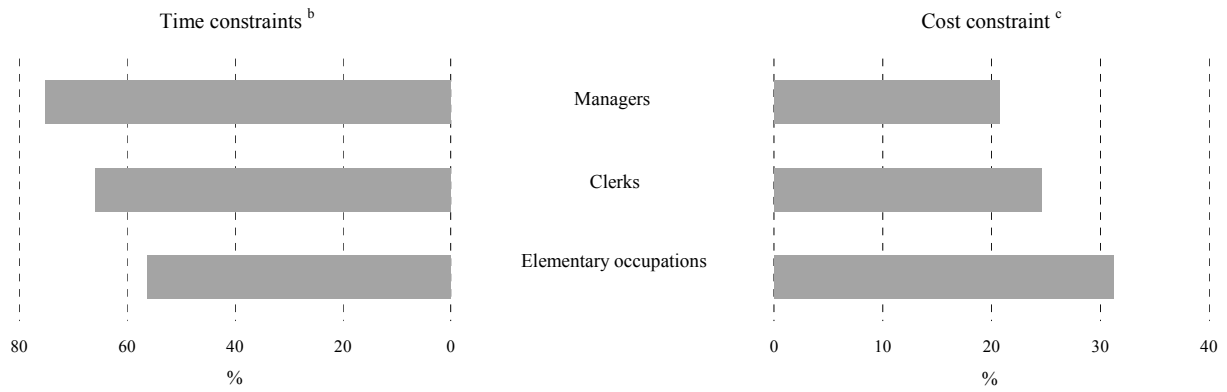 Time constraints b
Cost constraint c
Managers
Clerks
Elementary occupations
80 60 40 20 0
0 10 20 30 40
%
%